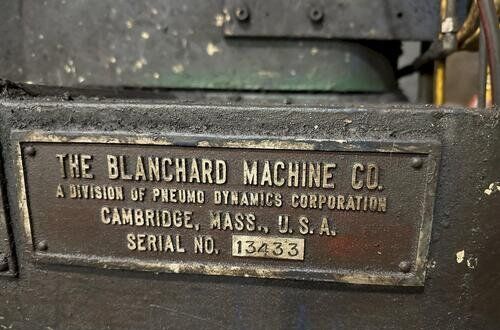 THE BLANCHARD MACHINE CO.
A DIVISION OF PNEUMO DYNAMICS CORPORATION
CAMBRIDGE, MASS., U.S.A.
SERIAL NO. 13433